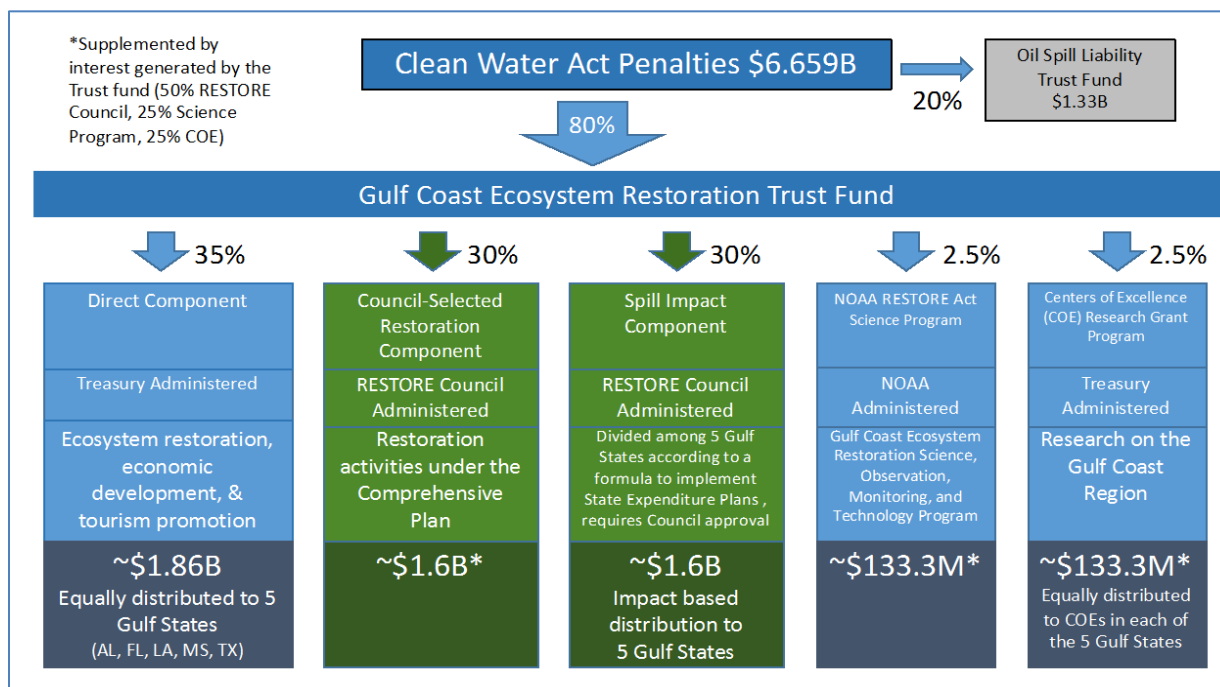 *Supplemented by
interest generated by the
Trust fund (50% RESTORE
Council, 25% Science
Program, 25% COE)
Clean Water Act Penalties $6.659B
20%
Oil Spill Liability
Trust Fund
$1.33B
80%
Gulf Coast Ecosystem Restoration Trust Fund
35%
30%
30%
2.5%
2.5%
Direct Component
Treasury Administered
Ecosystem restoration,
economic
development, &
tourism promotion
~$1.86B
Equally distributed to 5
Gulf States
(AL, FL, LA, MS, TX)
Council-Selected
Restoration
Component
RESTORE Council
Administered
Restoration
activities under the
Comprehensive
Plan
~$1.6B*
Spill Impact
Component
RESTORE Council
Administered
Divided among 5 Gulf
States according to a
formula to implement
State Expenditure Plans ,
requires Council approval
~$1.6B
Impact based
distribution to
5 Gulf States
NOAA RESTORE Act
Science Program
NOAA
Administered
Gulf Coast Ecosystem
Restoration Science,
Observation,
Monitoring, and
Technology Program
~$133.3M*
Centers of Excellence
(COE) Research Grant
Program
Treasury
Administered
Research on the
Gulf Coast
Region
~$133.3M*
Equally distributed
to COEs in each of
the 5 Gulf States